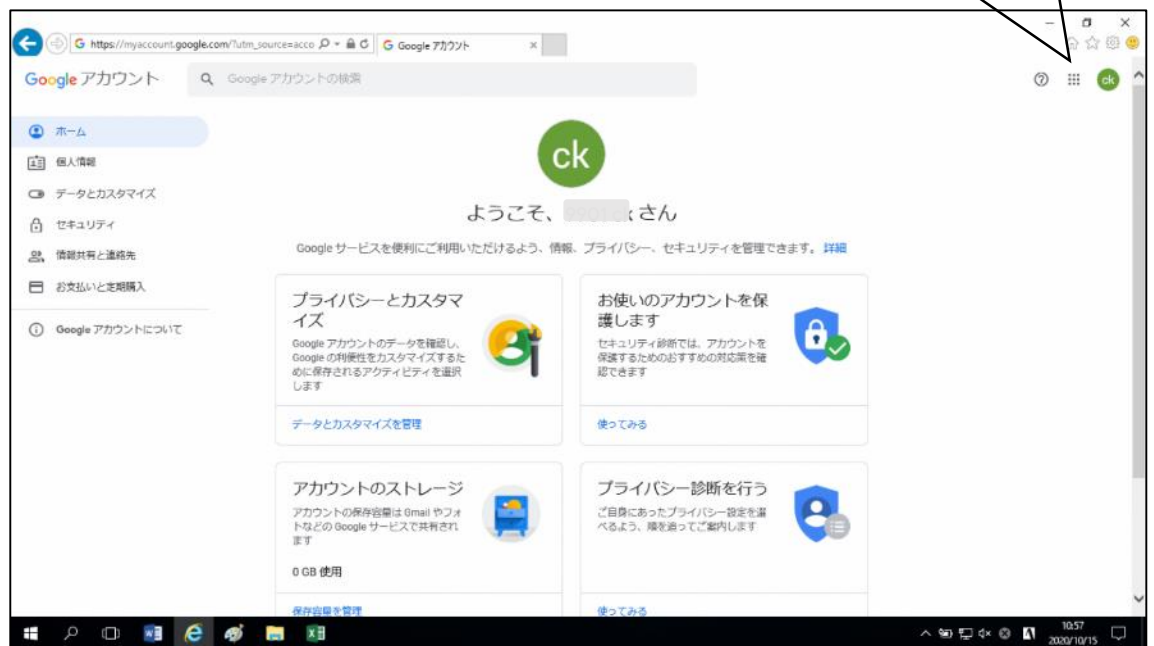 https://myaccount.google.com/?utm_source=acco
Google アカウント
Google アカウント
Google アカウントの検索
ck
ホーム
個人情報
データとカスタマイズ
セキュリティ
情報共有と連絡先
お支払いと定期購入
Google アカウントについて
ck
ようこそ、 さん
Google サービスを便利にご利用いただけるよう、情報、プライバシー、セキュリティを管理できます。 詳細
プライバシーとカスタマ
イズ
Google アカウントのデータを確認し、
Google の利便性をカスタマイズするた
めに保存されるアクティビティを選択
します
データとカスタマイズを管理
お使いのアカウントを保
護します
セキュリティ診断では、アカウントを
保護するためのおすすめの対応策を確
認できます
使ってみる
アカウントのストレージ
アカウントの保存容量は Gmail やフォ
トなどの Google サービスで共有され
ます
0 GB 使用
保存容量を管理
プライバシー診断を行う
ご自身にあったプライバシー設定を選
べるよう、順を追ってご案内します
使ってみる
10:57
2020/10/15